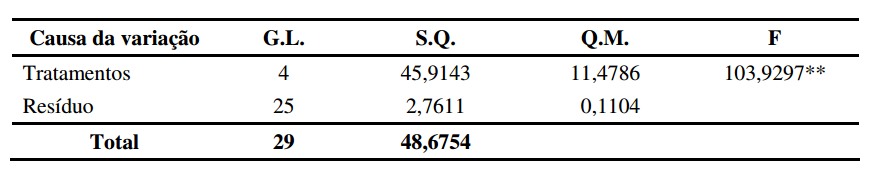 Causa da variação G.L. S.Q. Q.M. F
Tratamentos 4 45,9143 11,4786 103,9297**
Resíduo 25 2,7611 0,1104
Total 29 48,6754